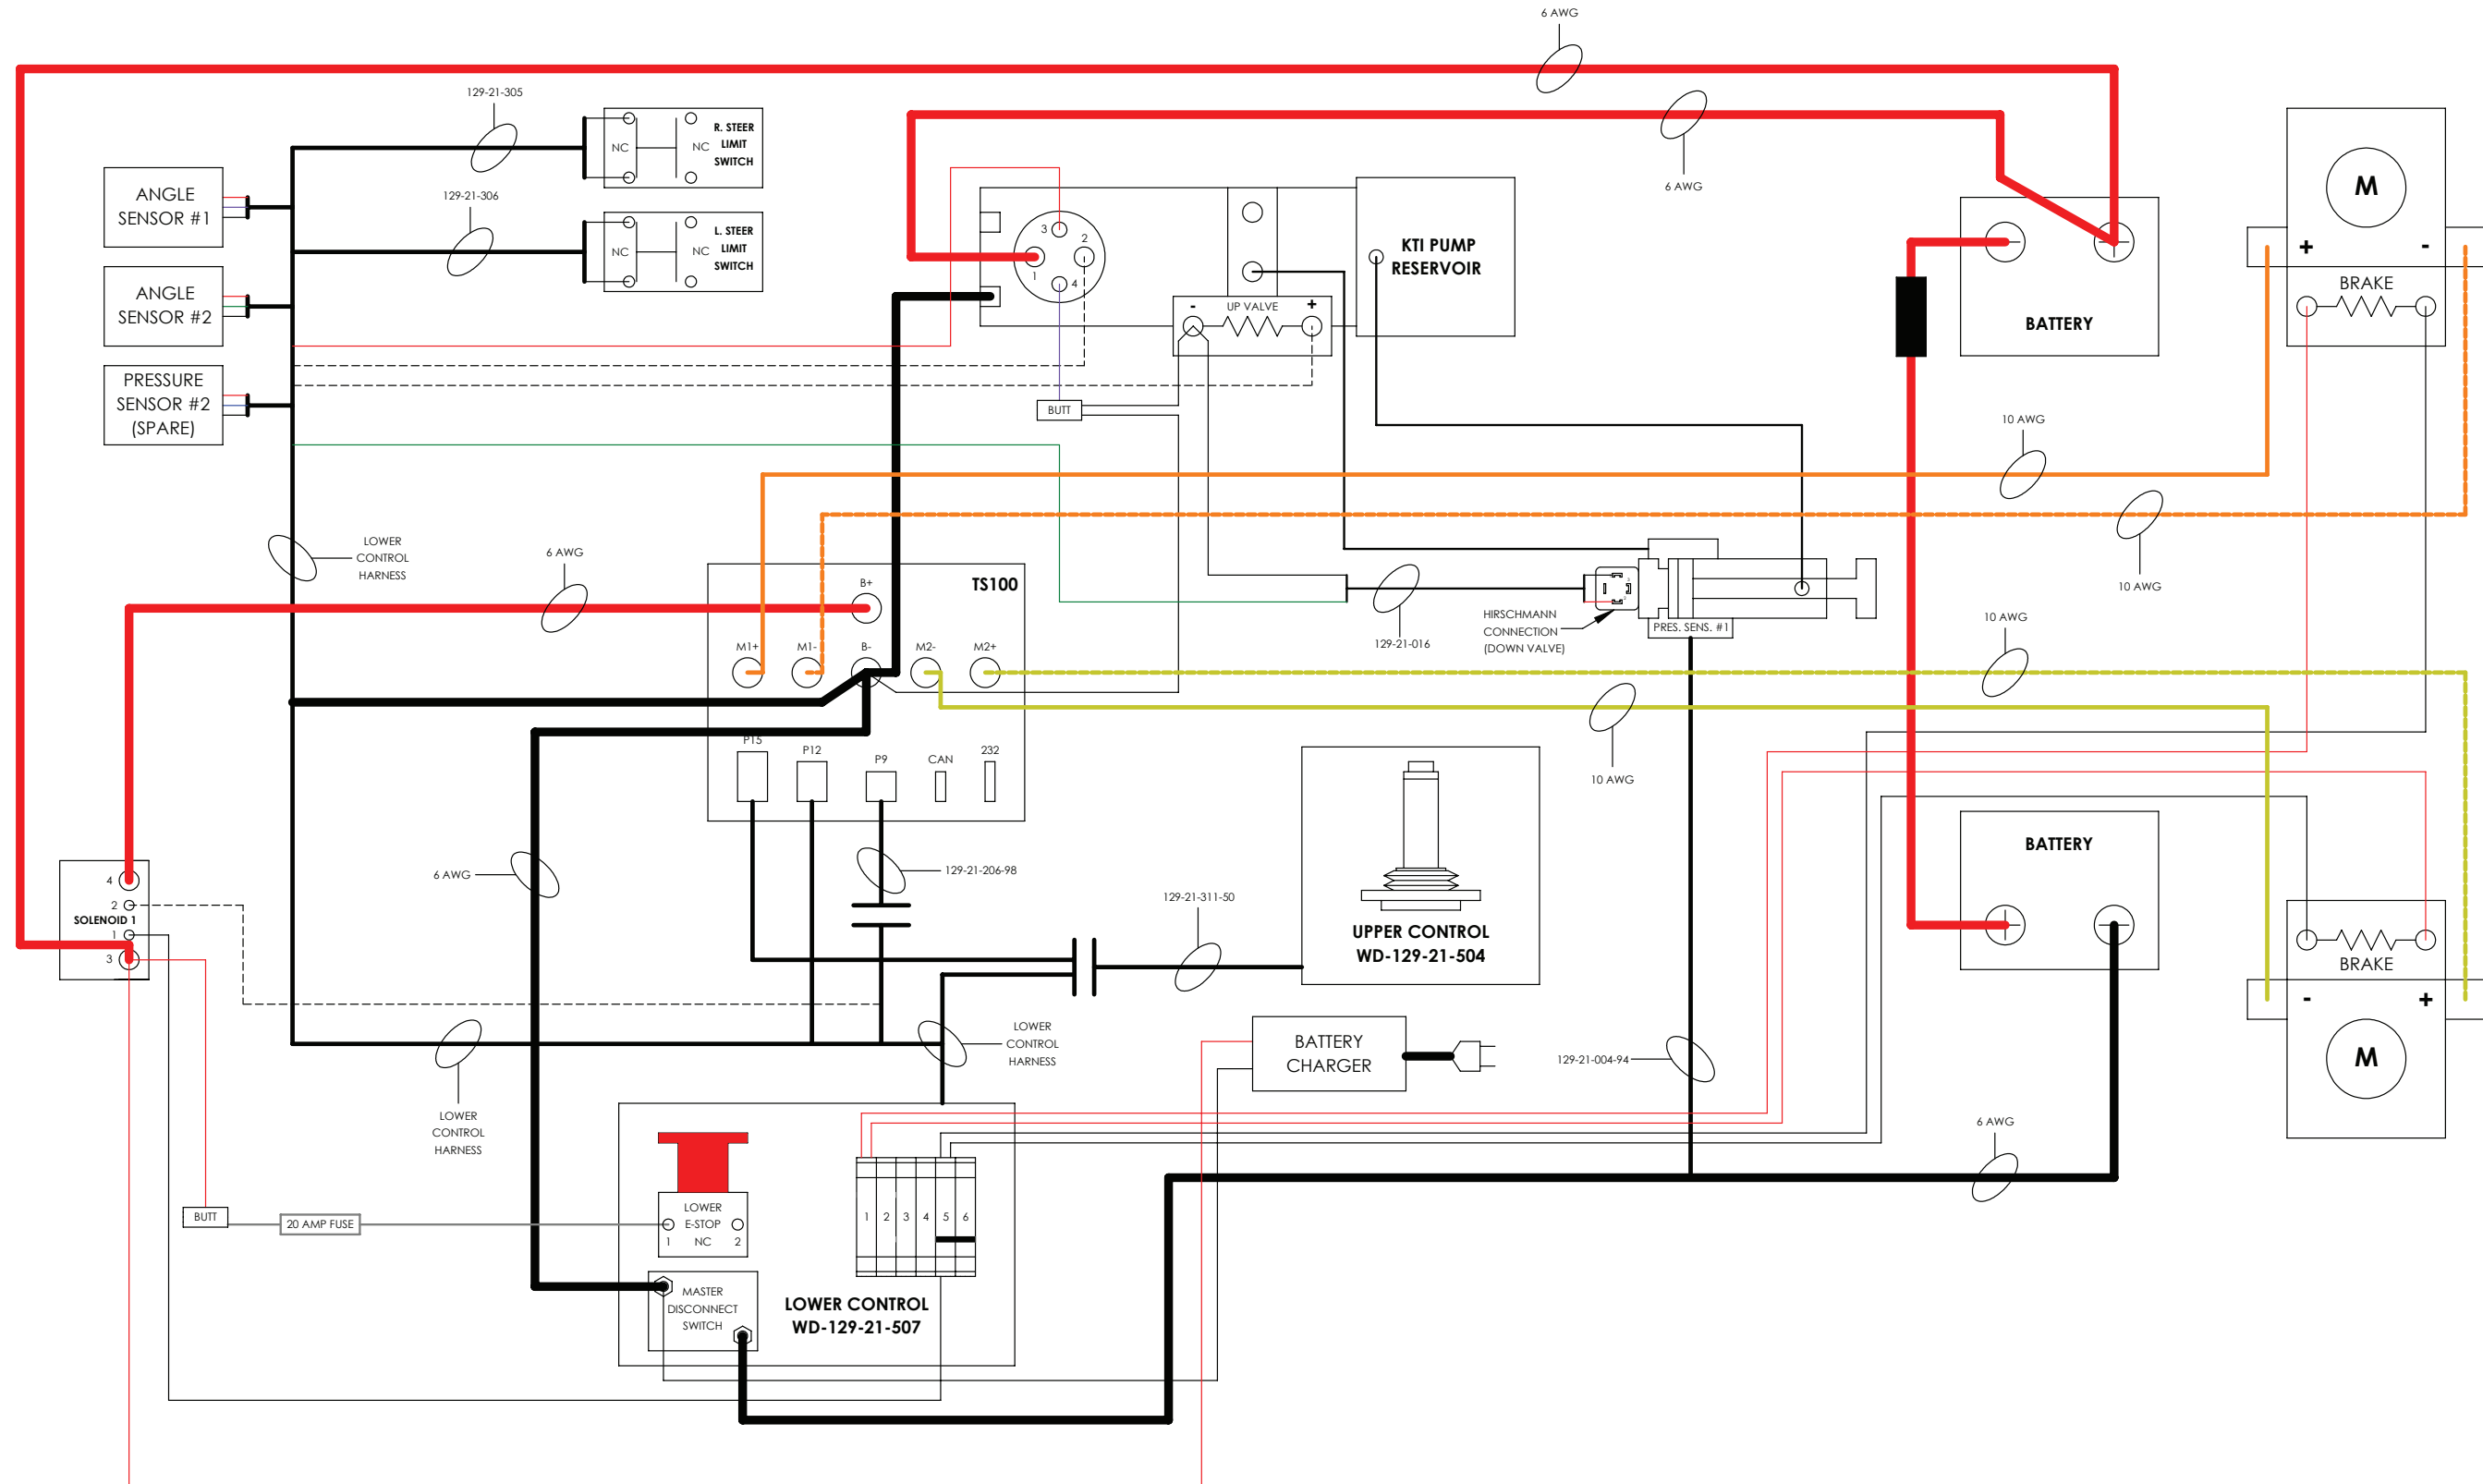 6 AWG
129-21-305
R. STEER
LIMIT
SWITCH
NC
NC
129-21-306
L. STEER
LIMIT
SWITCH
NC
NC
6 AWG
ANGLE
SENSOR #1
ANGLE
SENSOR #2
PRESSURE
SENSOR #2
(SPARE)
3
2
1
4
KTI PUMP
RESERVOIR
-
UP VALVE
+
BUTT
BATTERY
M
+
-
BRAKE
10 AWG
10 AWG
LOWER
CONTROL
HARNESS
6 AWG
TS100
B+
M1+
M1-
B-
M2-
M2+
P15
P12
P9
CAN
232
129-21-016
HIRSCHMANN
CONNECTION
(DOWN VALVE)
PRES. SENS. #1
10 AWG
10 AWG
6 AWG
129-21-206-98
129-21-311-50
UPPER CONTROL
WD-129-21-504
BATTERY
BRAKE
-
+
M
4
2
SOLENOID 1
1
3
LOWER
CONTROL
HARNESS
LOWER
CONTROL
HARNESS
BATTERY
CHARGER
129-21-004-94
6 AWG
BUTT
20 AMP FUSE
LOWER
E-STOP
1 NC 2
1 2 3 4 5 6
MASTER
DISCONNECT
SWITCH
LOWER CONTROL
WD-129-21-507